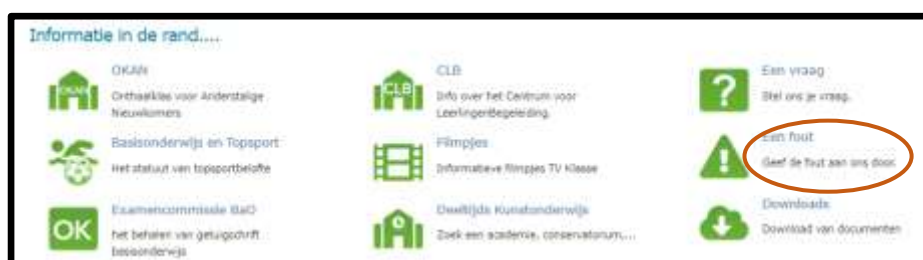 Informatie in de rand....
OKAN
Onthaalklas voor Anderstalige
Nieuwkomers
Basisonderwijs en Topsport
Het statuut van topsportbelofte
OK
Examencommissie BaO
het behalen van getuigschrift
basisonderwijs
CLB
CLB
Info over het Centrum voor
Leerlingenbegeleiding.
Filmpjes
Informatieve filmpjes TV Klasse
Deeltijds Kunstonderwijs
Zoek een academie, conservatorium,...
?
Een vraag
Stel ons je vraag.
!
Een fout
Geef de fout aan ons door.
Downloads
Download van documenten